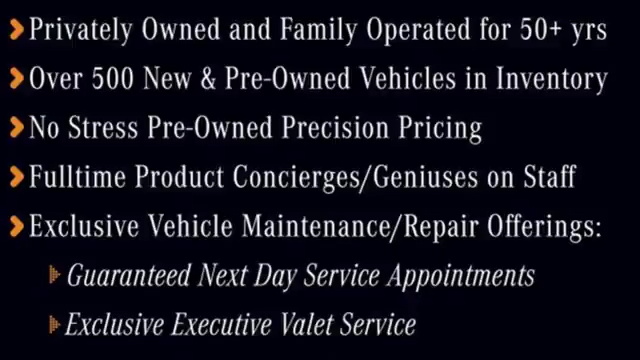 Privately Owned and Family Operated for 50+ yrs
Over 500 New & Pre-Owned Vehicles in Inventory
No Stress Pre-Owned Precision Pricing
Fulltime Product Concierges/Geniuses on Staff
Exclusive Vehicle Maintenance/Repair Offerings:
Guaranteed Next Day Service Appointments
Exclusive Executive Valet Service